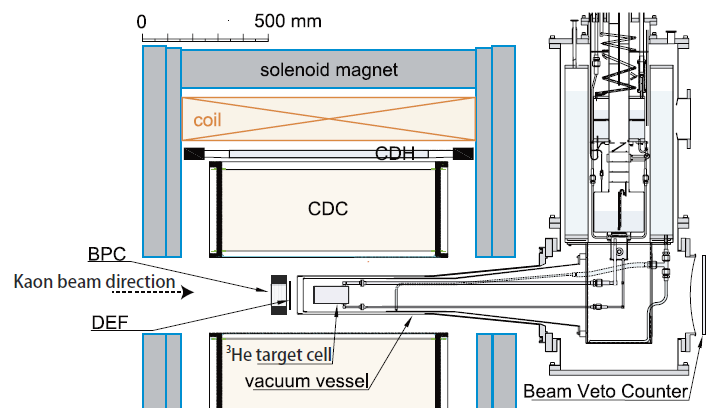 0 500 mm
solenoid magnet
coil
CDH
CDC
BPC
Kaon beam direction
DEF
³He target cell
vacuum vessel
Beam Veto Counter